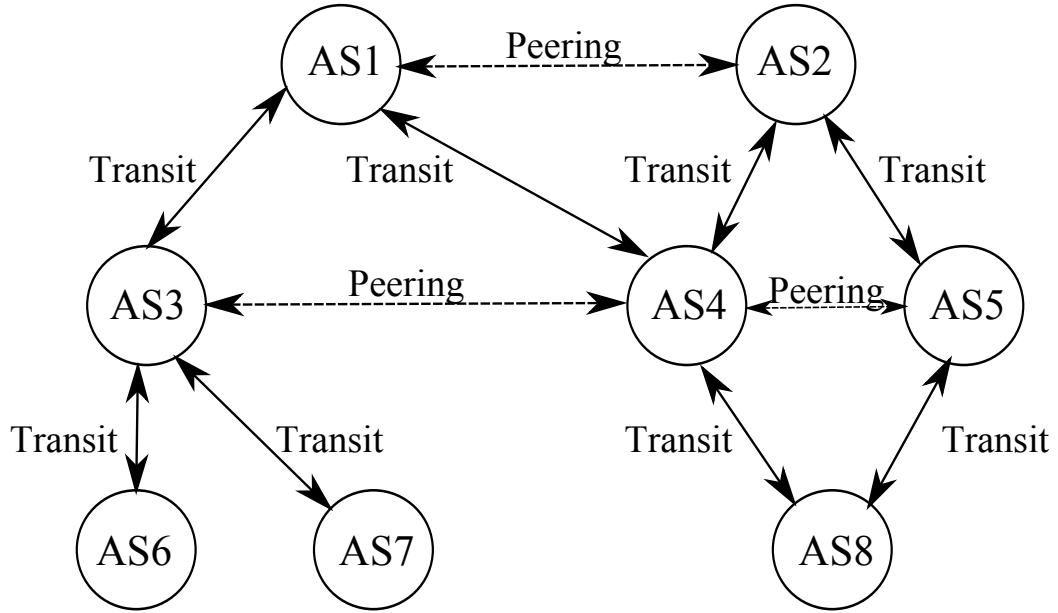 AS1
Peering
AS2
Transit
Transit
Transit
Transit
AS3
Peering
AS4
Peering
AS5
Transit
Transit
Transit
Transit
AS6
AS7
AS8